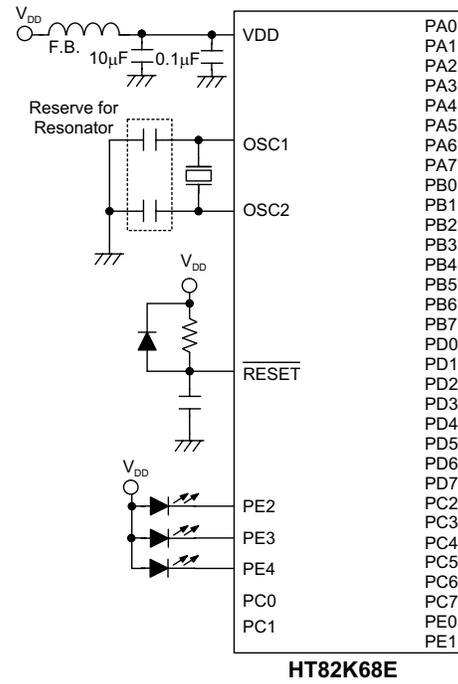 VDD
F.B.
10μF
0.1μF
VDD
Reserve for
Resonator
OSC1
OSC2
VDD
RESET
VDD
PE2
PE3
PE4
PC0
PC1
PA0
PA1
PA2
PA3
PA4
PA5
PA6
PA7
PB0
PB1
PB2
PB3
PB4
PB5
PB6
PB7
PD0
PD1
PD2
PD3
PD4
PD5
PD6
PD7
PC2
PC3
PC4
PC5
PC6
PC7
PE0
PE1
HT82K68E